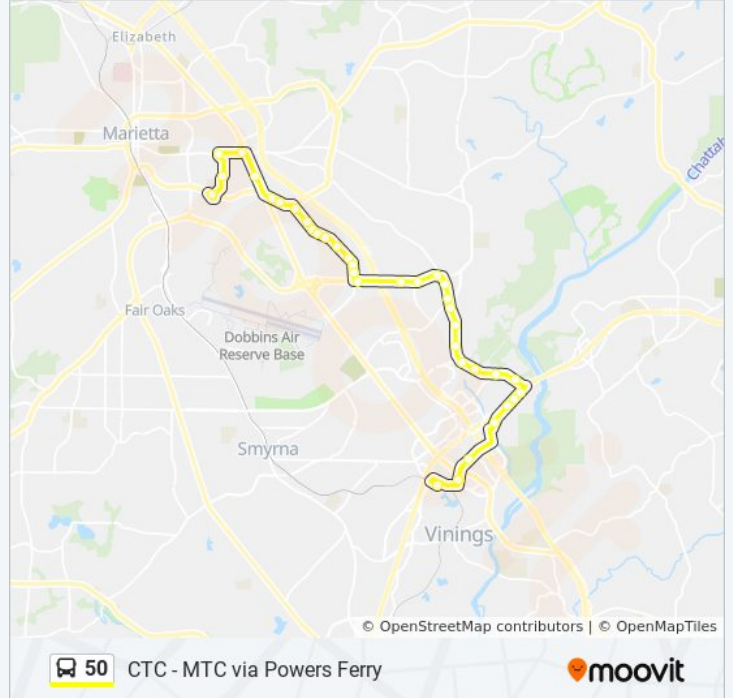 Elizabeth
Marietta
Chattah
Fair Oaks
Dobbins Air
Reserve Base
Smyrna
Vinings
© OpenStreetMap contributors | © OpenMapTiles
50 CTC - MTC via Powers Ferry
moovit